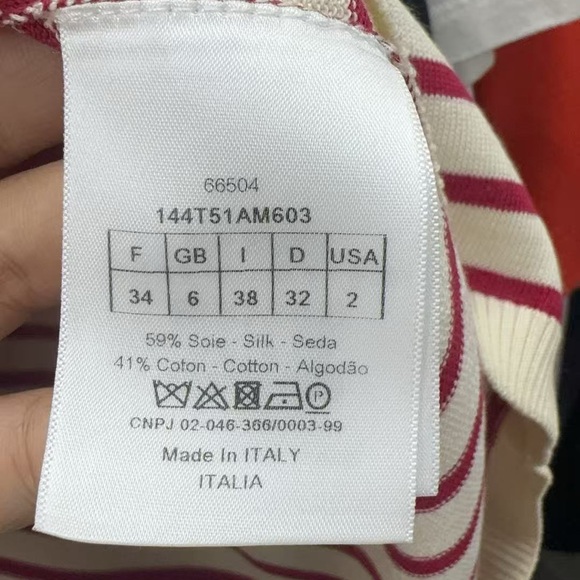 66504
144T51AM603
F GB I D USA
34 6 38 32 2
59% Soie - Silk - Seda
41% Coton - Cotton - Algodão
P
CNPJ 02-046-366/0003-99
Made In ITALY
ITALIA